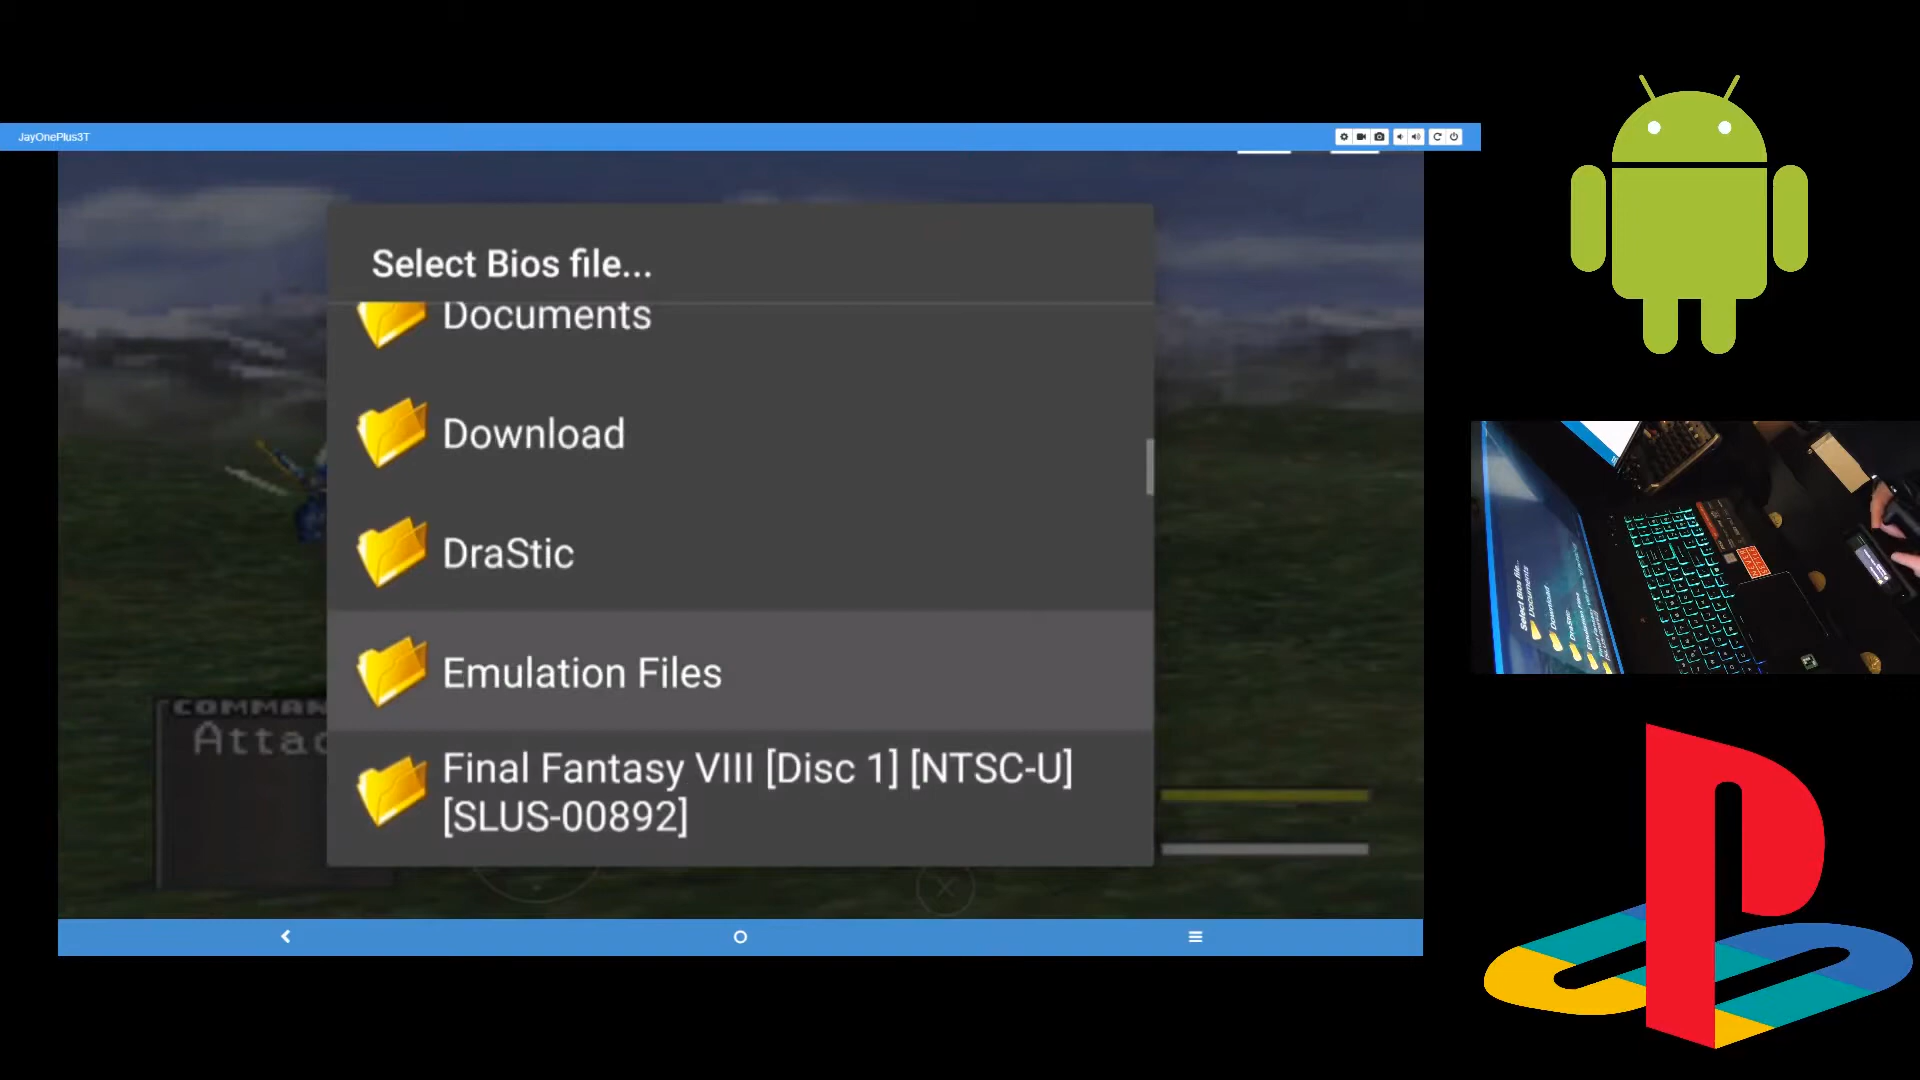 JayOnePlus3T
Select Bios file...
Documents
Download
DraStic
Emulation Files
Final Fantasy VIII [Disc 1] [NTSC-U]
[SLUS-00892]
COMMAN
Attac